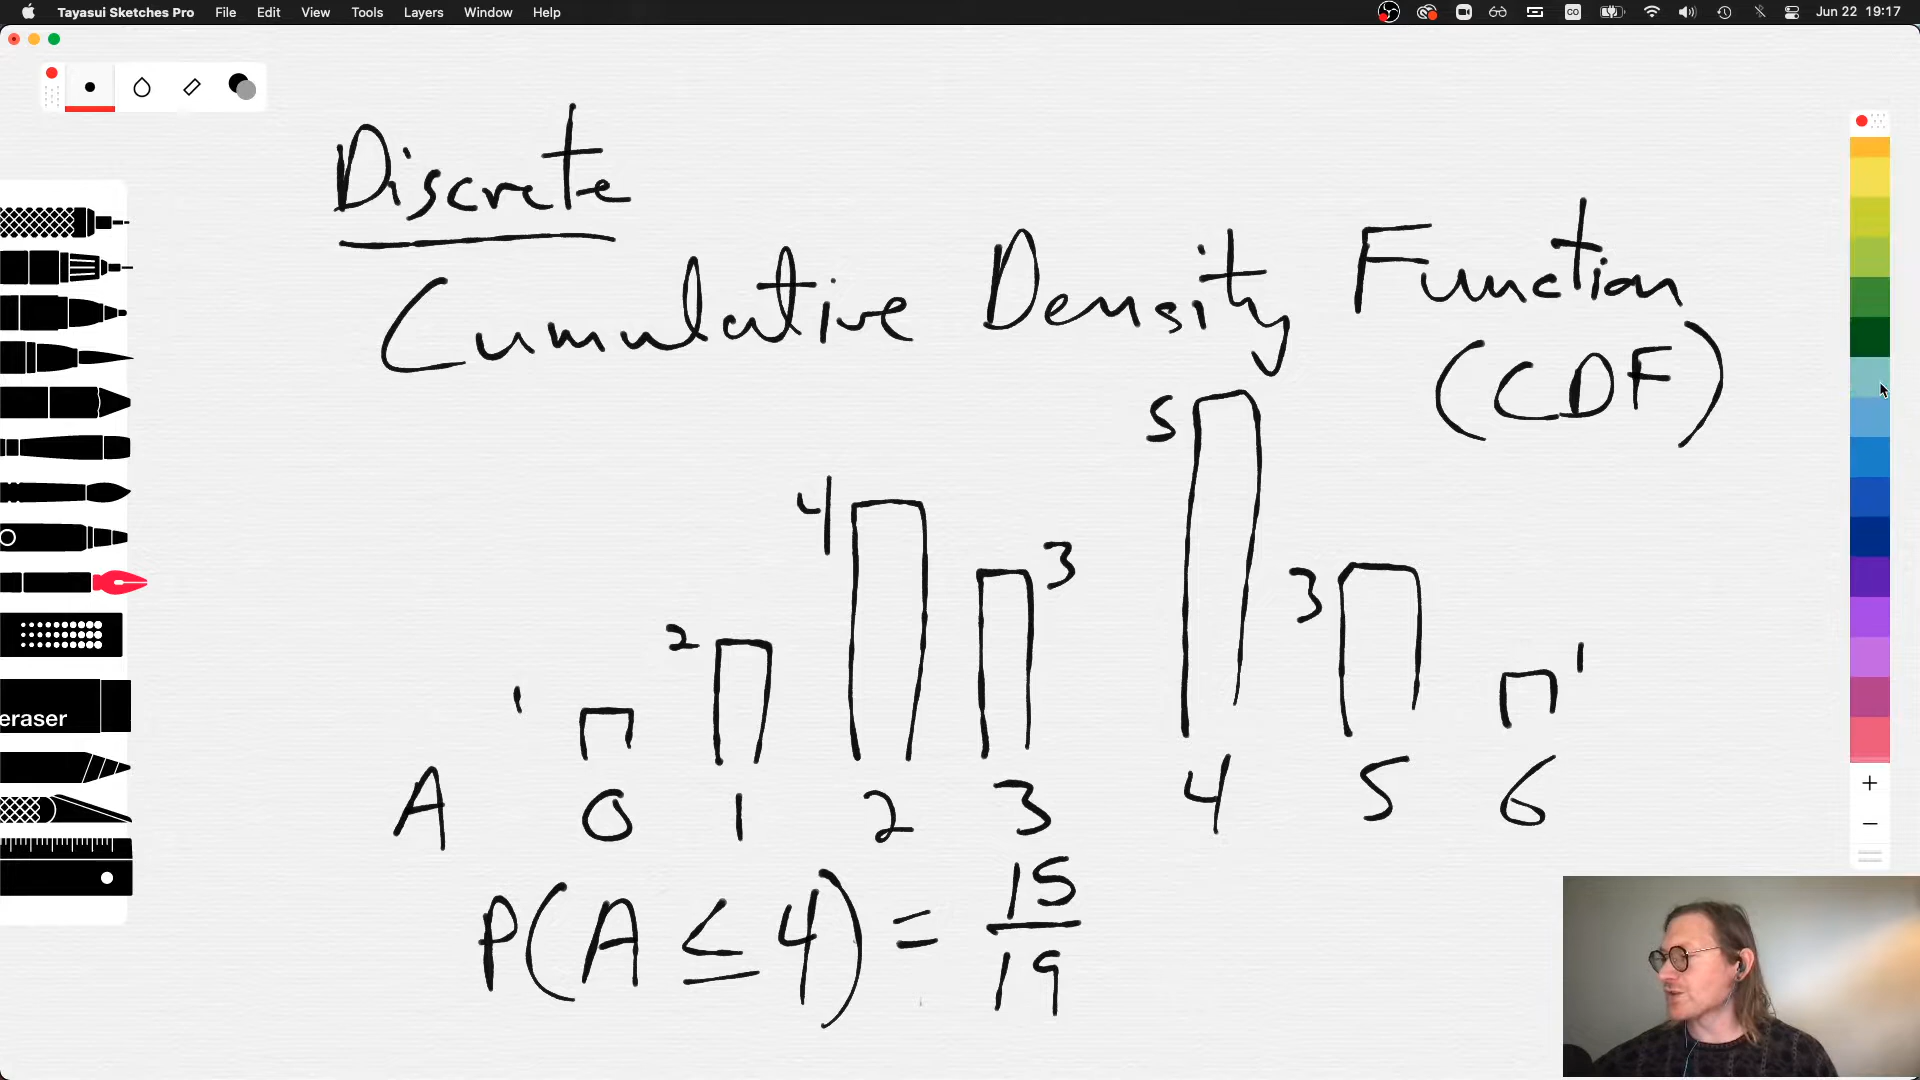 Tayasui Sketches Pro File Edit View Tools Layers Window Help Jun 22 19:17
Discrete
Cumulative Density Function
(CDF)
5
4
3
3
2
1
1
A 0 1 2 3 4 5 6
P(A ≤ 4) = 15/19
eraser
+
−